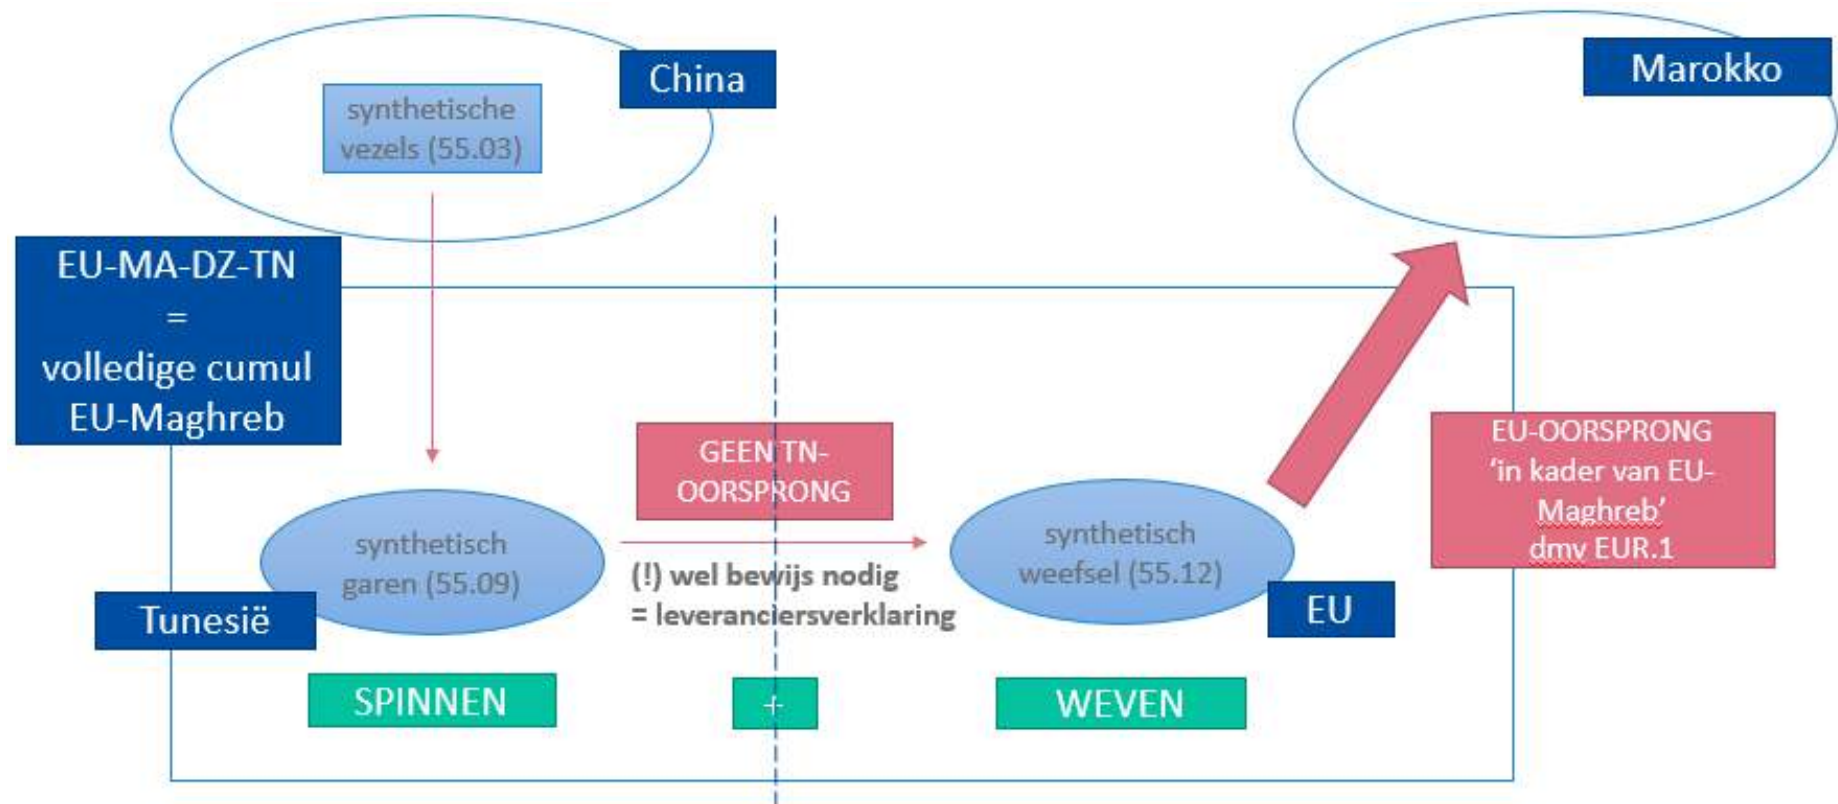 China
Marokko
synthetische
vezels (55.03)
EU-MA-DZ-TN
=
volledige cumul
EU-Maghreb
GEEN TN-
OORSPRONG
EU-OORSPRONG
‘in kader van EU-
Maghreb’
dmv EUR.1
synthetisch
garen (55.09)
(!) wel bewijs nodig
= leveranciersverklaring
synthetisch
weefsel (55.12)
Tunesië
EU
SPINNEN
+
WEVEN